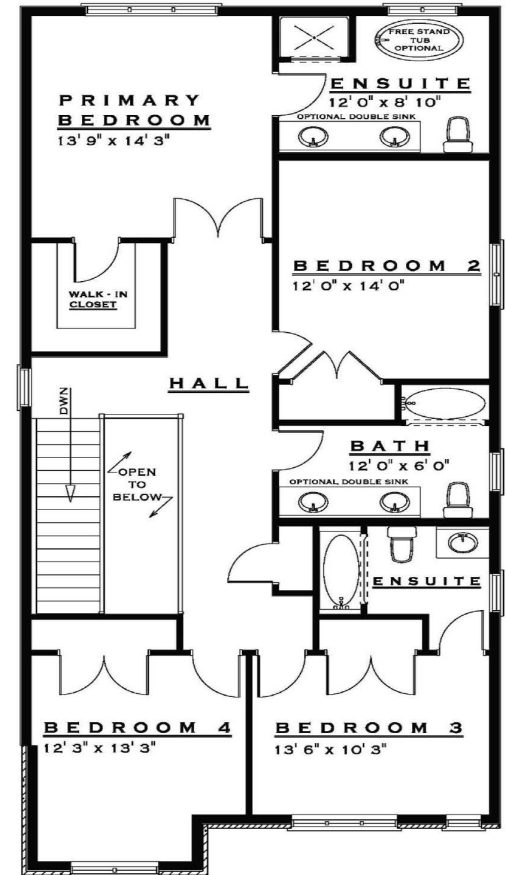 FREE STAND
TUB
OPTIONAL
ENSUITE
12' 0" x 8' 10"
OPTIONAL DOUBLE SINK
PRIMARY
BEDROOM
13' 9" x 14' 3"
BEDROOM 2
12' 0" x 14' 0"
WALK - IN
CLOSET
HALL
DWN
OPEN
TO
BELOW
BATH
12' 0" x 6' 0"
OPTIONAL DOUBLE SINK
ENSUITE
BEDROOM 4
12' 3" x 13' 3"
BEDROOM 3
13' 6" x 10' 3"